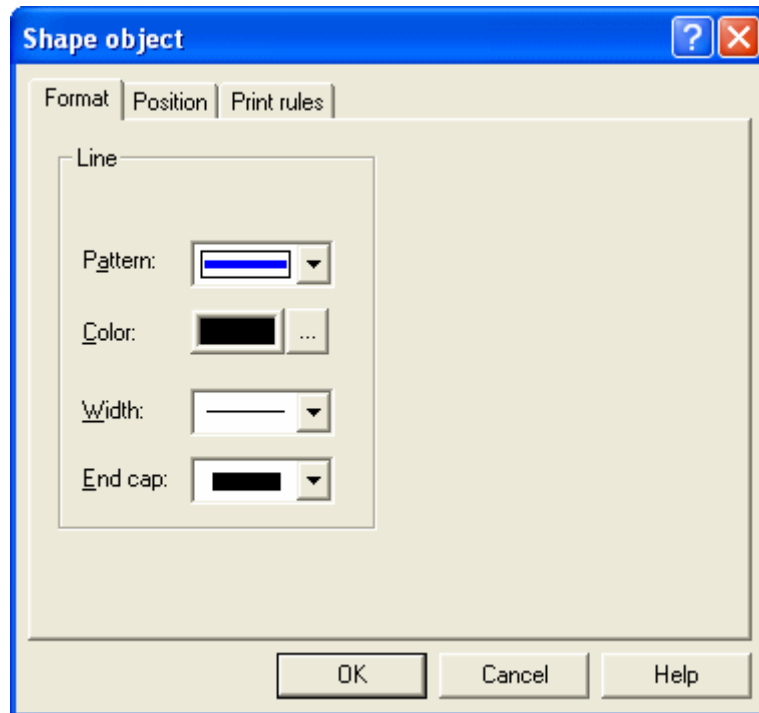 Shape object
Format Position Print rules
Line
Pattern:
Color:
...
Width:
End cap:
OK Cancel Help